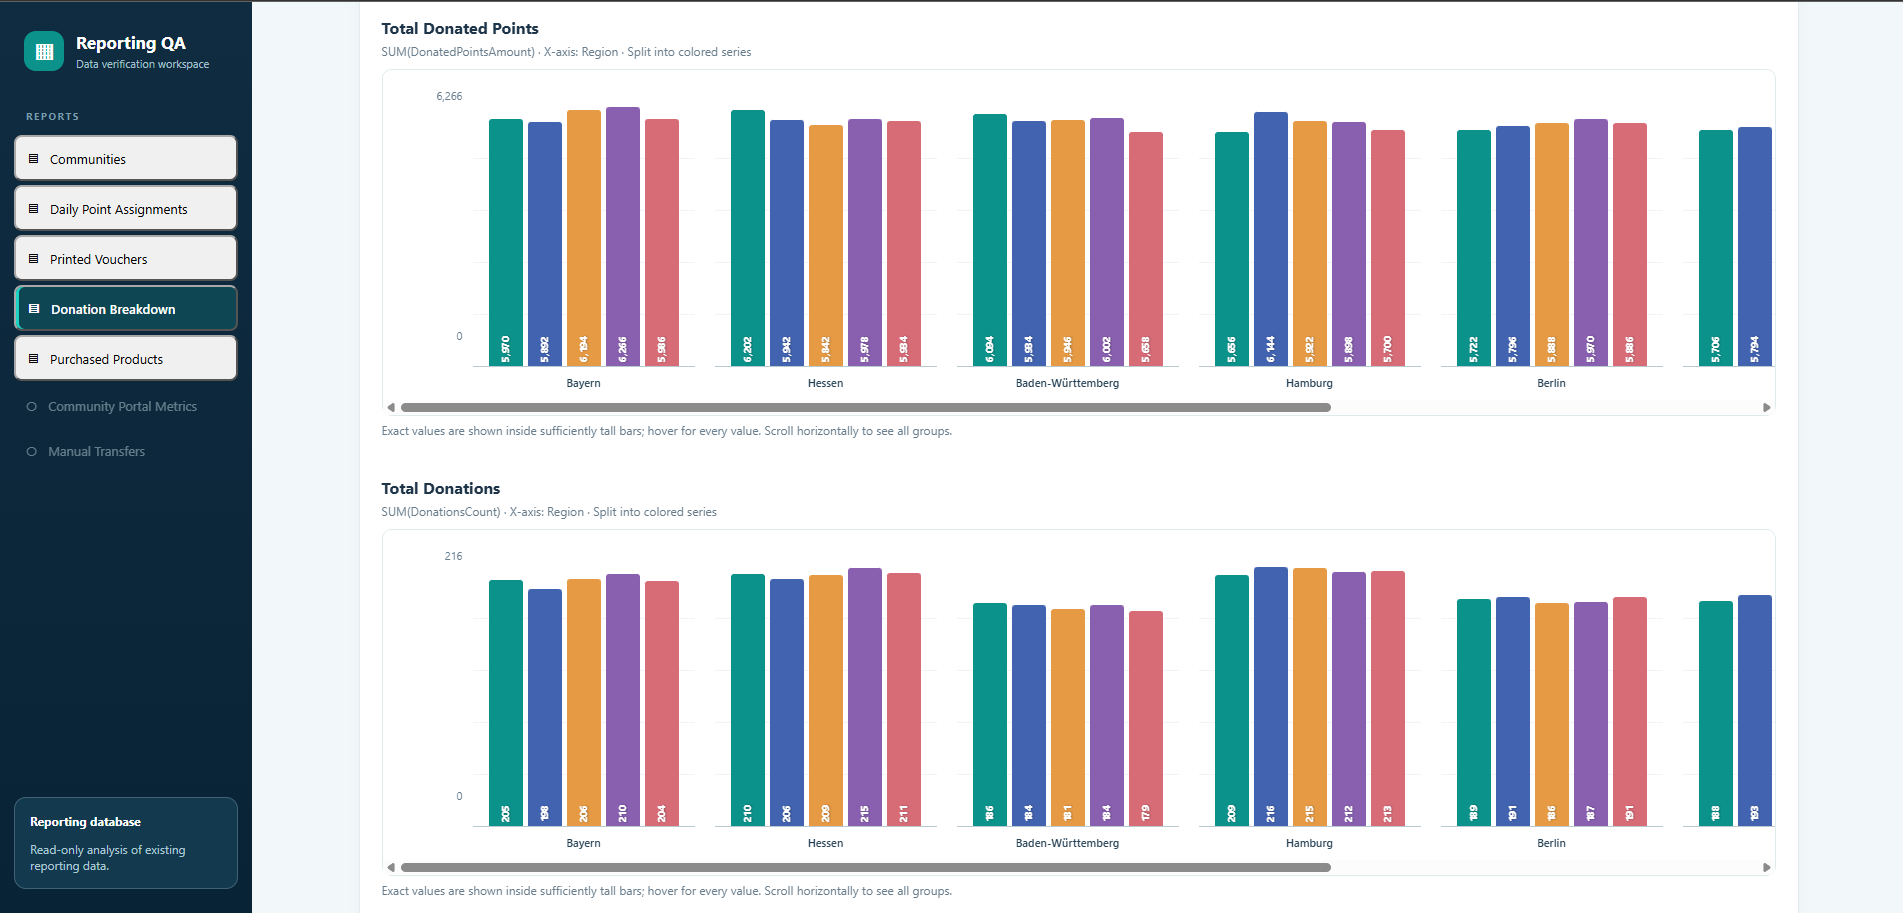 Reporting QA
Data verification workspace
REPORTS
Communities
Daily Point Assignments
Printed Vouchers
Donation Breakdown
Purchased Products
Community Portal Metrics
Manual Transfers
Reporting database
Read-only analysis of existing
reporting data.
Total Donated Points
SUM(DonatedPointsAmount) · X-axis: Region · Split into colored series
6,266
0
5,970 5,892 6,194 6,266 5,986
6,202 5,942 5,842 5,978 5,934
6,094 5,934 5,946 6,002 5,658
5,656 6,144 5,922 5,898 5,700
5,722 5,796 5,888 5,970 5,886
5,706 5,794
Bayern Hessen Baden-Württemberg Hamburg Berlin
Exact values are shown inside sufficiently tall bars; hover for every value. Scroll horizontally to see all groups.
Total Donations
SUM(DonationsCount) · X-axis: Region · Split into colored series
216
0
205 198 206 210 204
210 206 209 215 211
186 184 181 184 179
209 216 215 212 213
189 191 186 187 191
188 193
Bayern Hessen Baden-Württemberg Hamburg Berlin
Exact values are shown inside sufficiently tall bars; hover for every value. Scroll horizontally to see all groups.